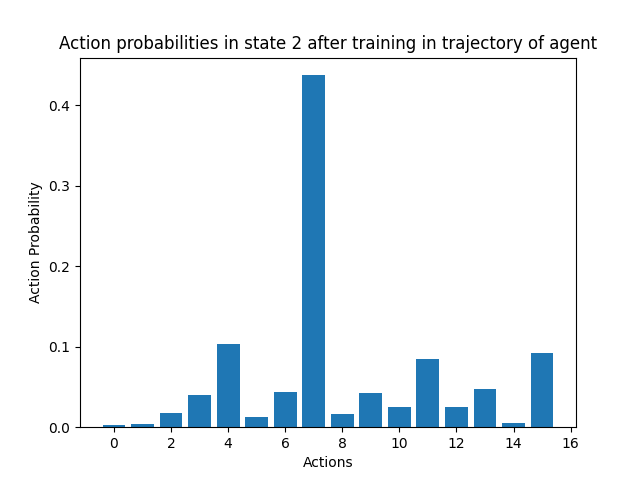 Action probabilities in state 2 after training in trajectory of agent
0.4
0.3
0.2
0.1
0.0
Action Probability
0 2 4 6 8 10 12 14 16
Actions